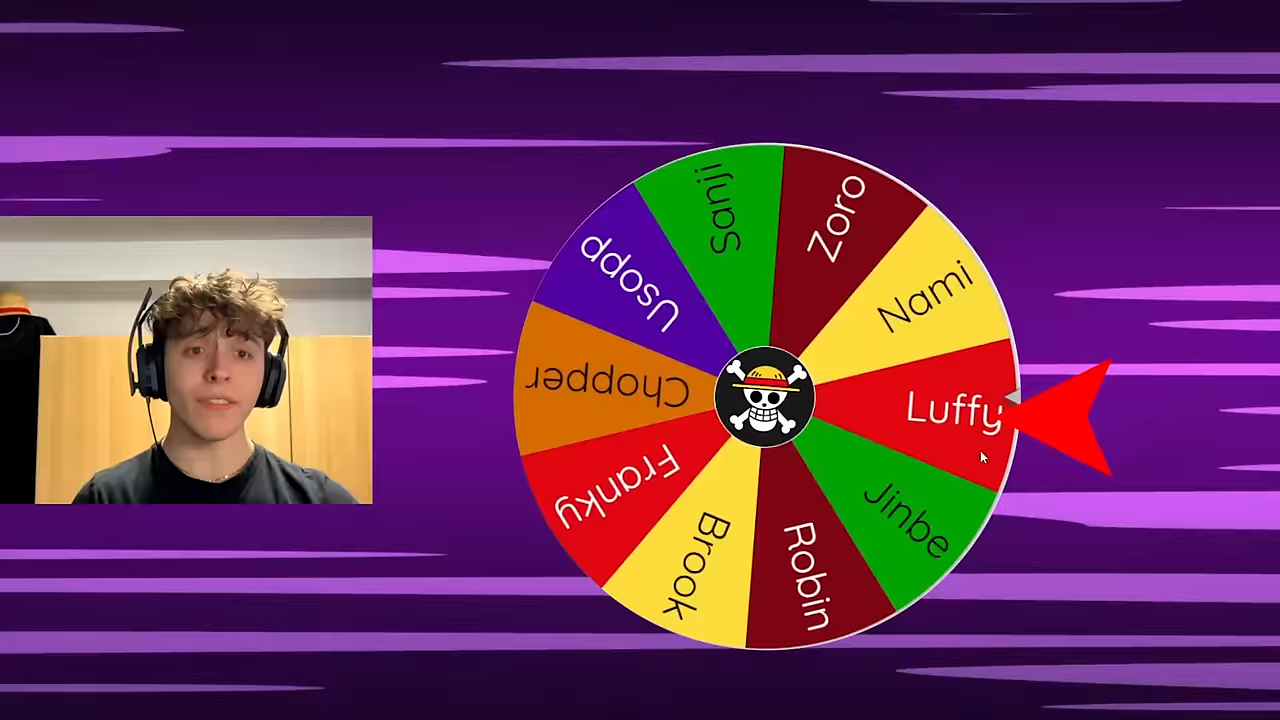 Sanji
Zoro
Usopp
Nami
Chopper
Luffy
Franky
Jinbe
Brook
Robin